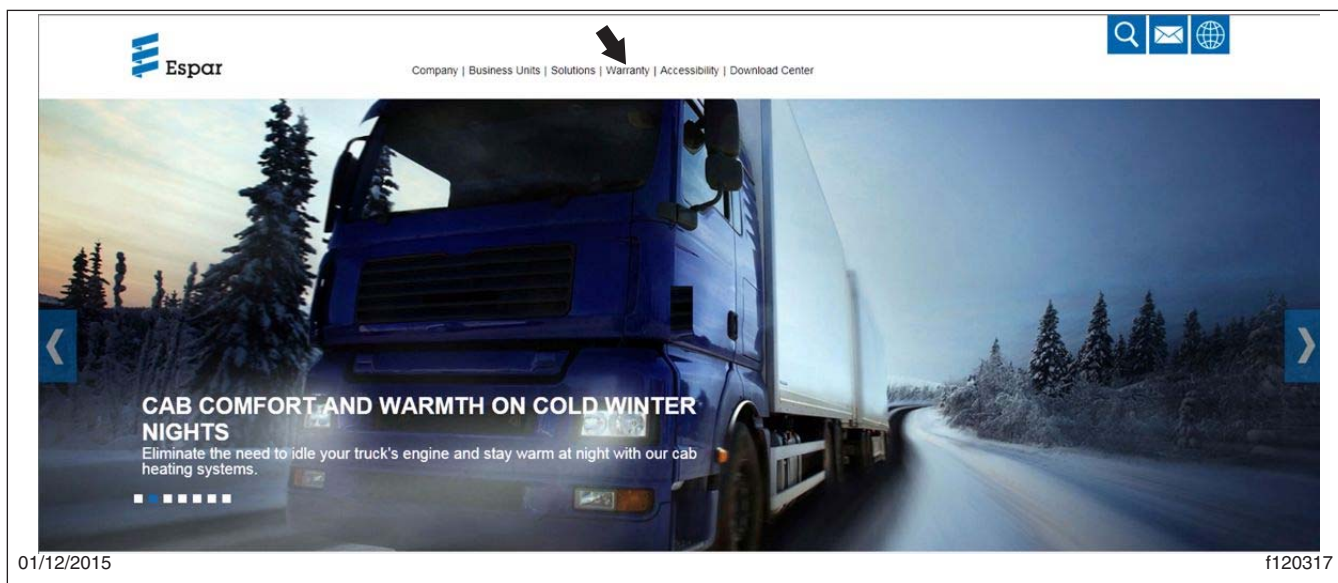 Espar
Company | Business Units | Solutions | Warranty | Accessibility | Download Center
CAB COMFORT AND WARMTH ON COLD WINTER
NIGHTS
Eliminate the need to idle your truck's engine and stay warm at night with our cab
heating systems.
01/12/2015
f120317